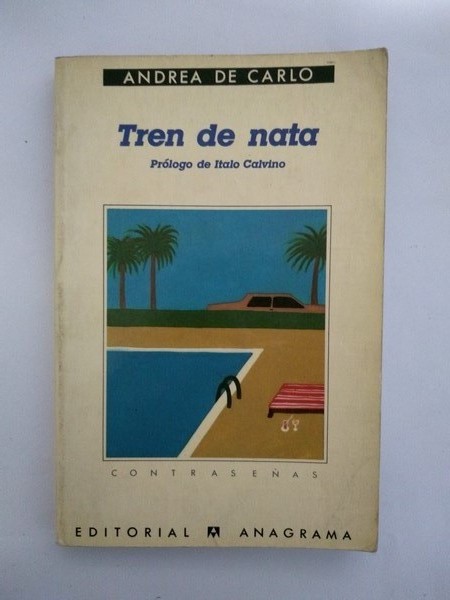 ANDREA DE CARLO
Tren de nata
Prólogo de Italo Calvino
CONTRASEÑAS
EDITORIAL A ANAGRAMA